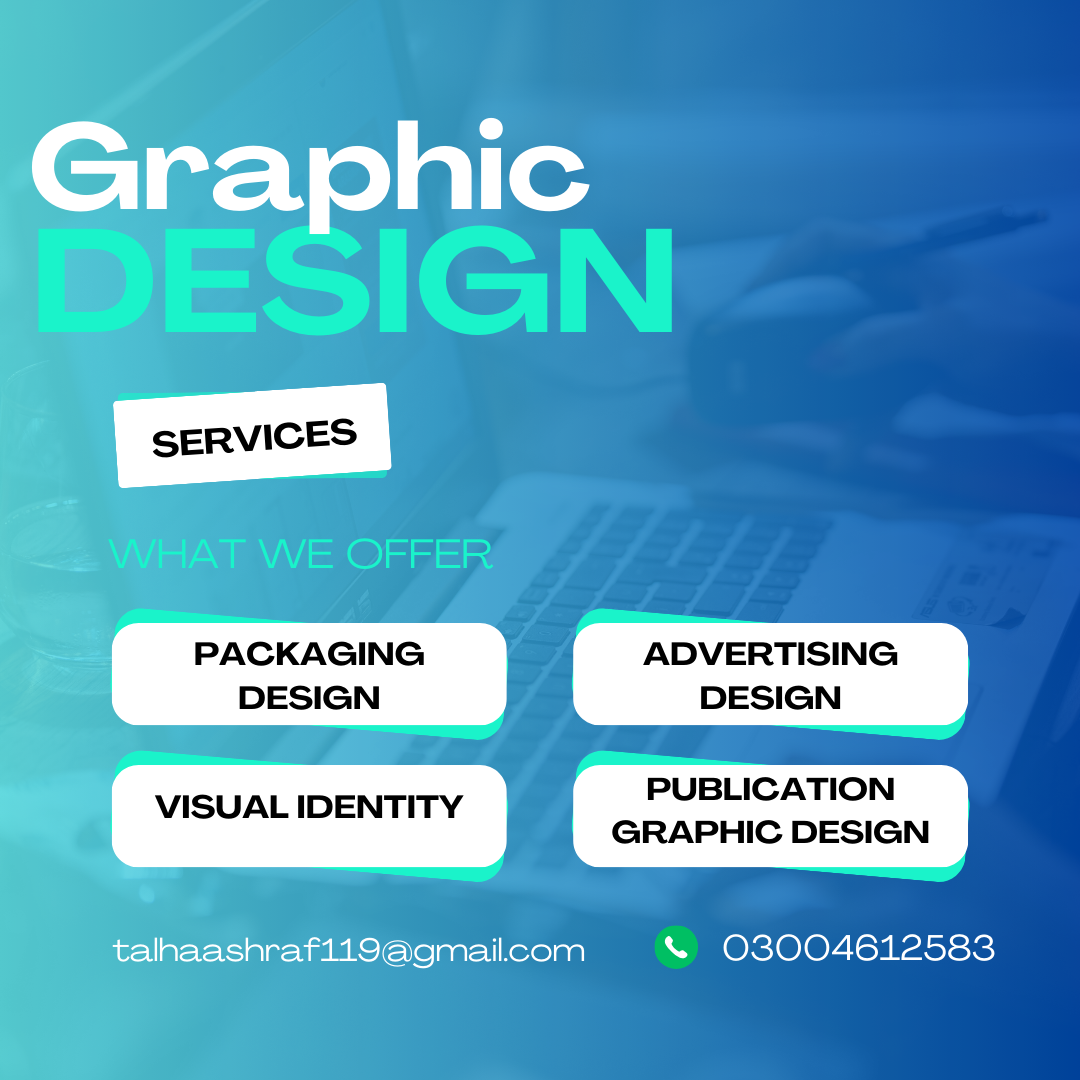 Graphic
DESIGN
SERVICES
WHAT WE OFFER
PACKAGING
DESIGN
ADVERTISING
DESIGN
VISUAL IDENTITY
PUBLICATION
GRAPHIC DESIGN
talhaashraf119@gmail.com
03004612583